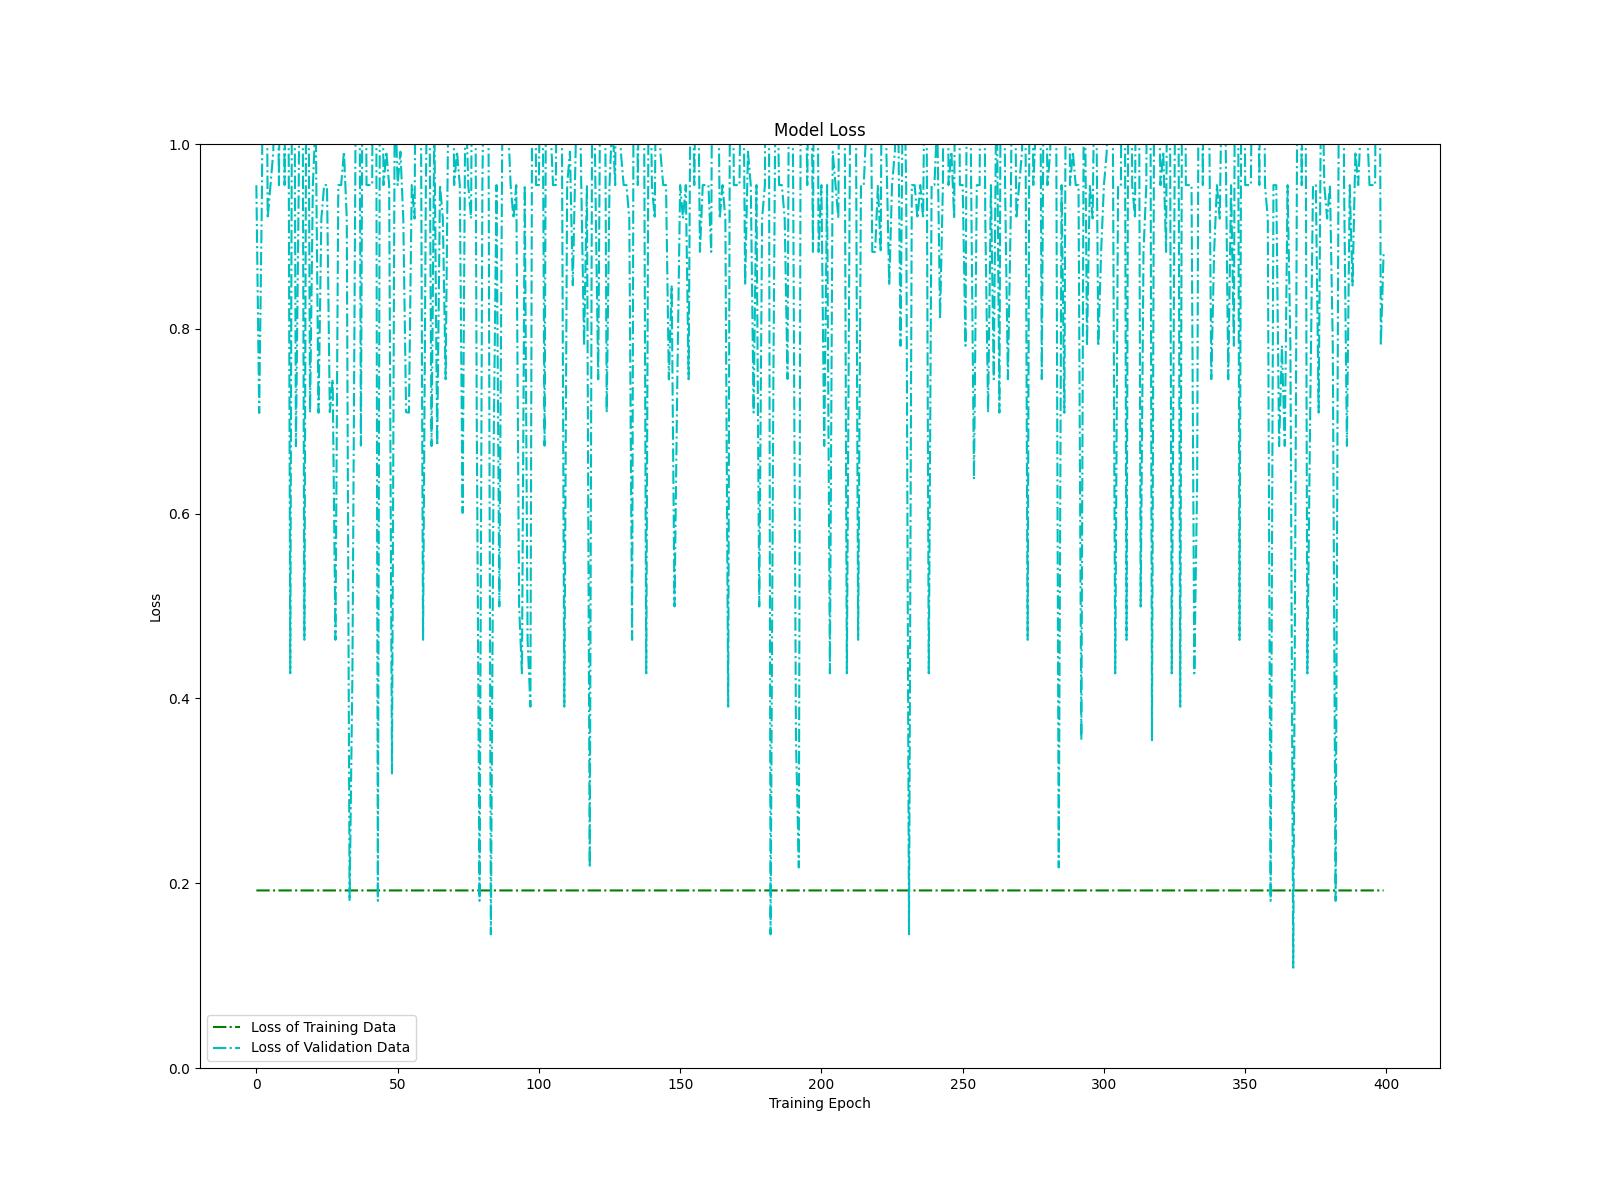 Model Loss
1.0
0.8
0.6
0.4
0.2
0.0
Loss
Loss of Training Data
Loss of Validation Data
0 50 100 150 200 250 300 350 400
Training Epoch